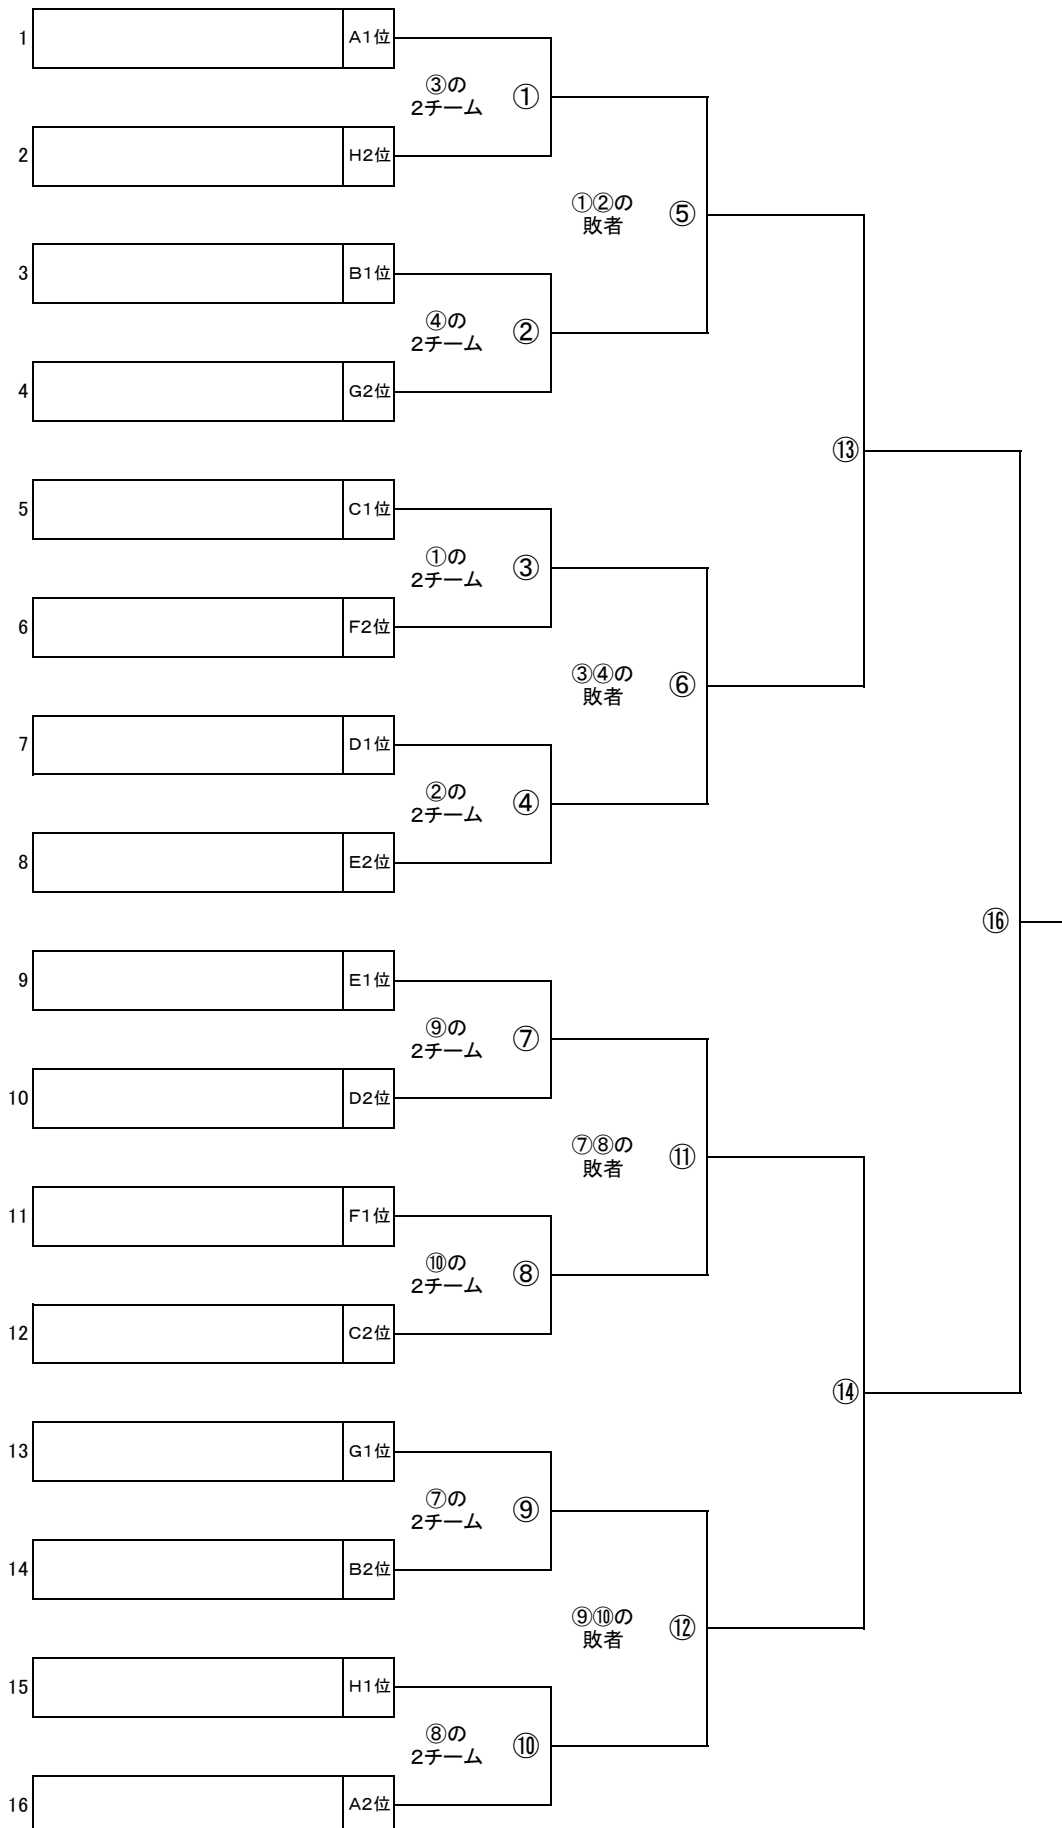 1 A1位
③の
2チーム ①
2 H2位
①②の
敗者 ⑤
3 B1位
④の
2チーム ②
4 G2位
⑬
5 C1位
①の
2チーム ③
6 F2位
③④の
敗者 ⑥
7 D1位
②の
2チーム ④
8 E2位
⑯
9 E1位
⑨の
2チーム ⑦
10 D2位
⑦⑧の
敗者 ⑪
11 F1位
⑩の
2チーム ⑧
12 C2位
⑭
13 G1位
⑦の
2チーム ⑨
14 B2位
⑨⑩の
敗者 ⑫
15 H1位
⑧の
2チーム ⑩
16 A2位